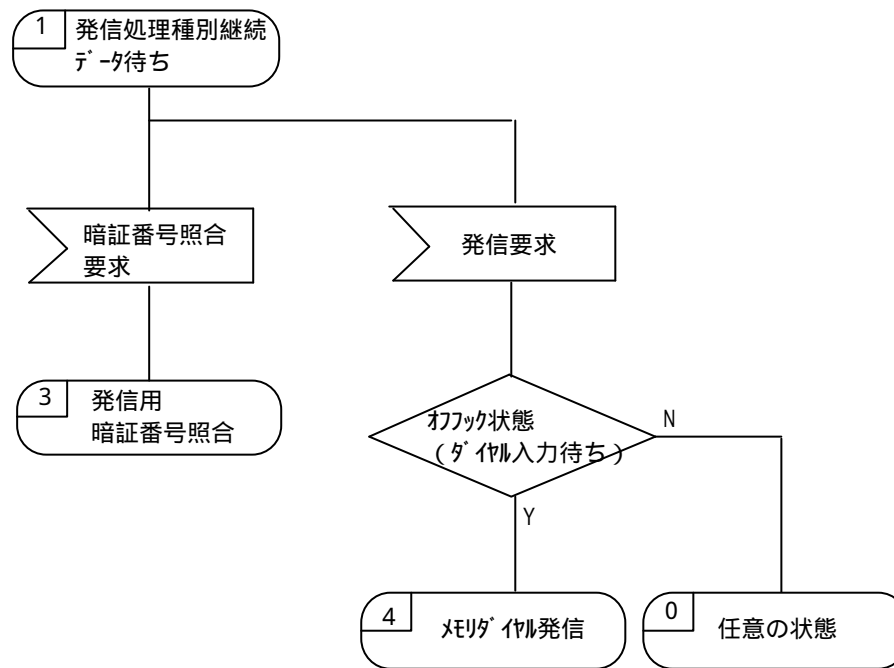 1
発信処理種別継続
ﾃﾞｰﾀ待ち
暗証番号照合
要求
発信要求
3
発信用
暗証番号照合
ｵﾌﾌｯｸ状態
（ﾀﾞｲﾔﾙ入力待ち）
N
Y
4
ﾒﾓﾘﾀﾞｲﾔﾙ発信
0
任意の状態